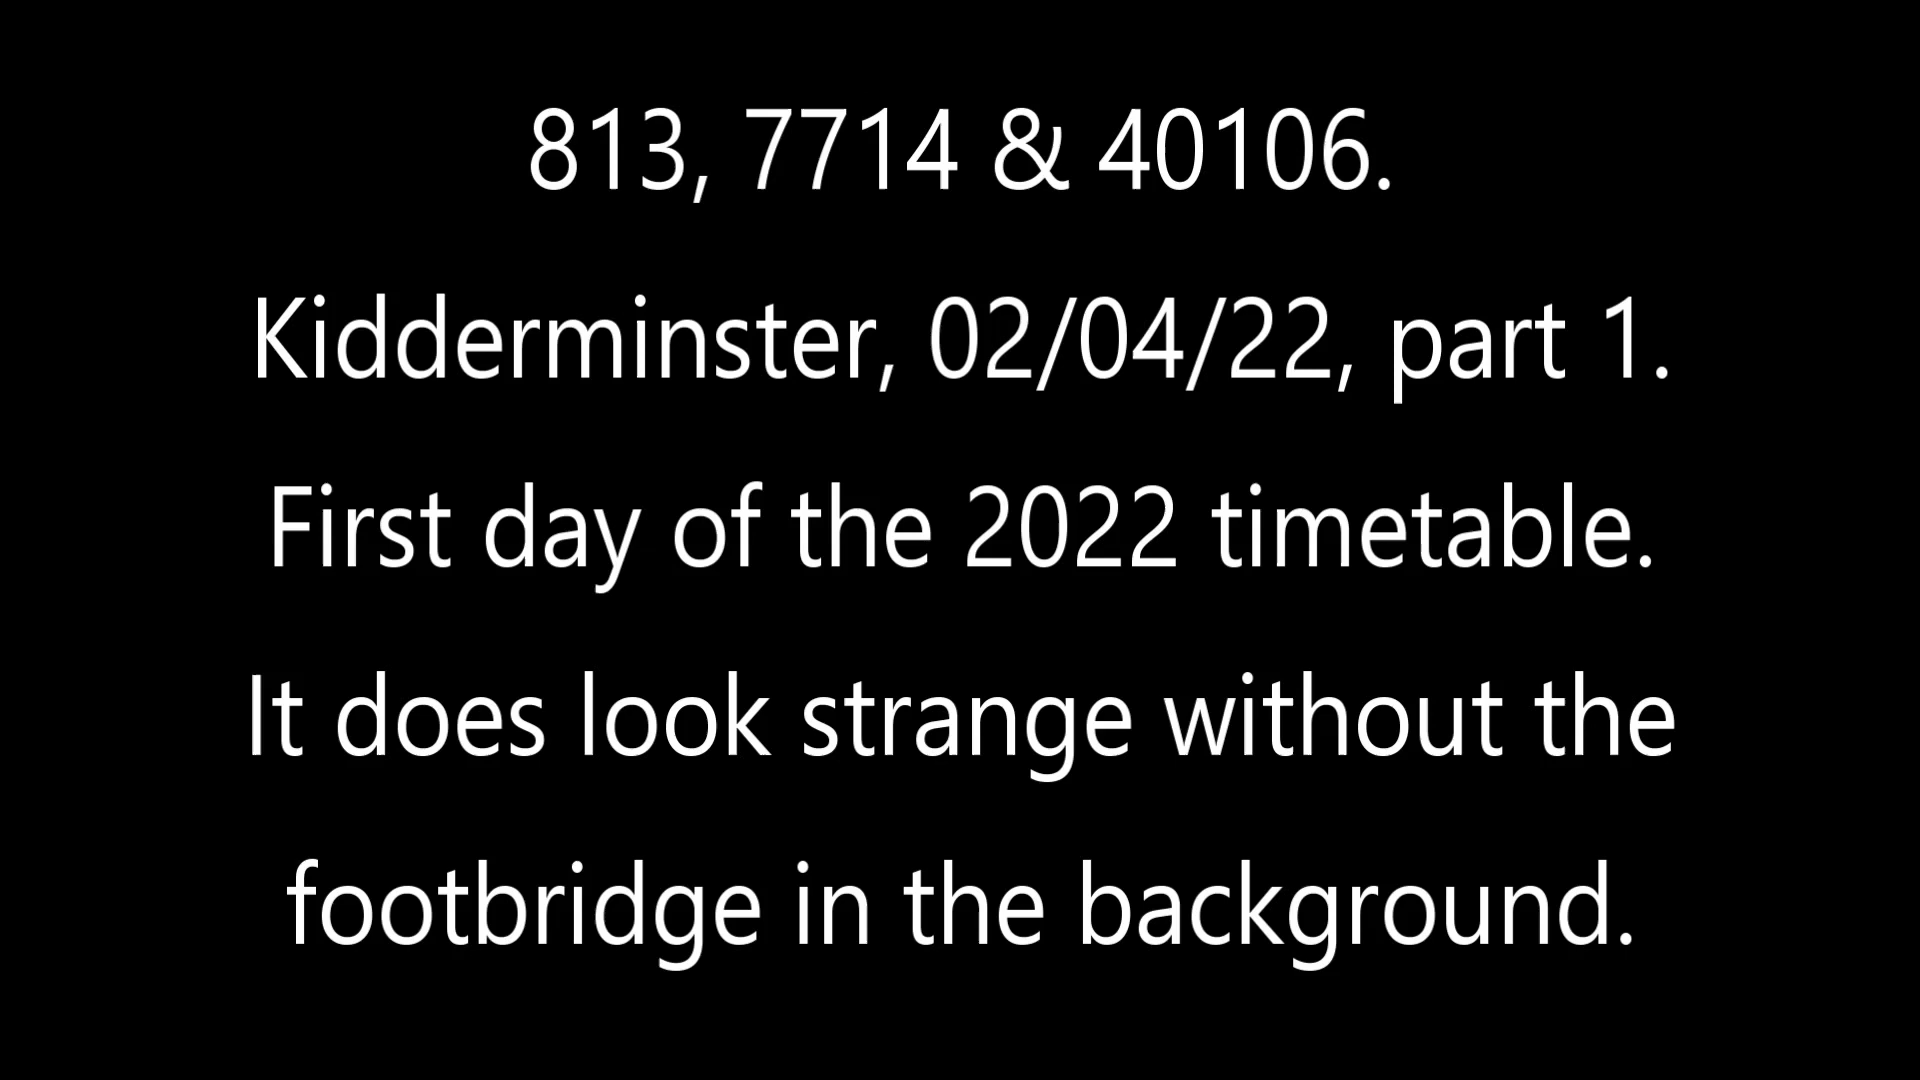 813, 7714 & 40106.
Kidderminster, 02/04/22, part 1.
First day of the 2022 timetable.
It does look strange without the
footbridge in the background.